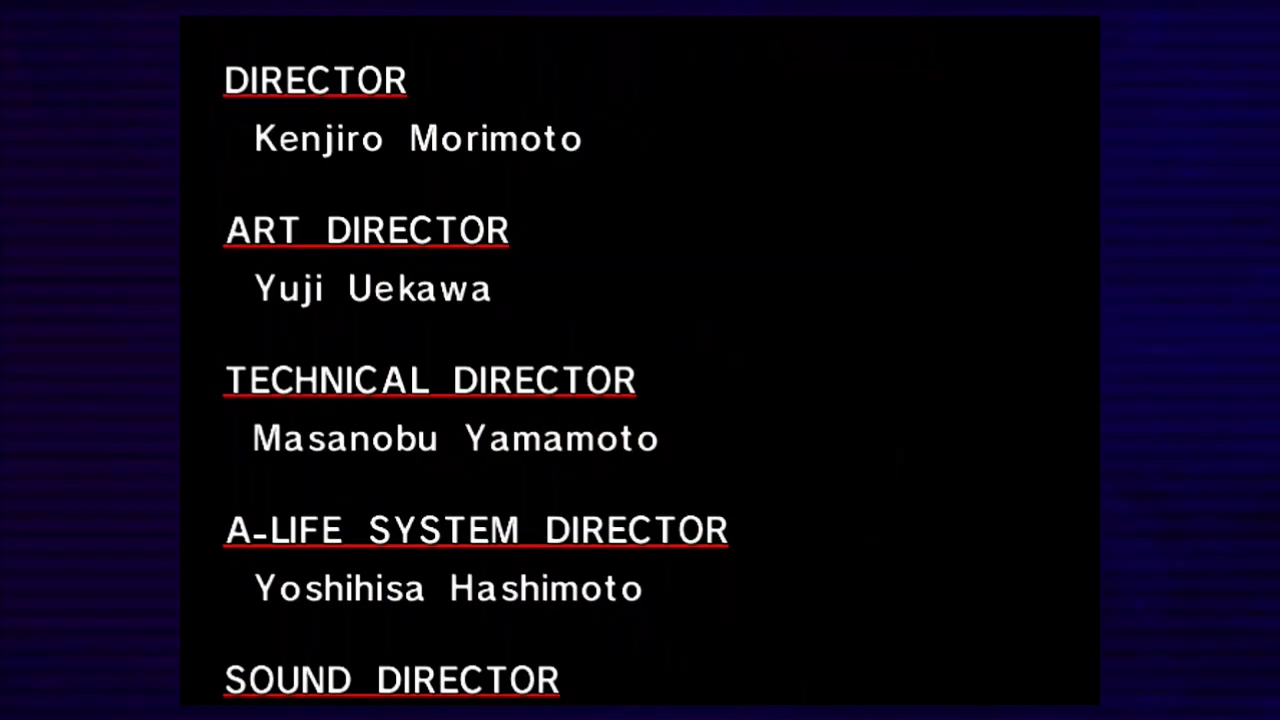 DIRECTOR
Kenjiro Morimoto
ART DIRECTOR
Yuji Uekawa
TECHNICAL DIRECTOR
Masanobu Yamamoto
A-LIFE SYSTEM DIRECTOR
Yoshihisa Hashimoto
SOUND DIRECTOR